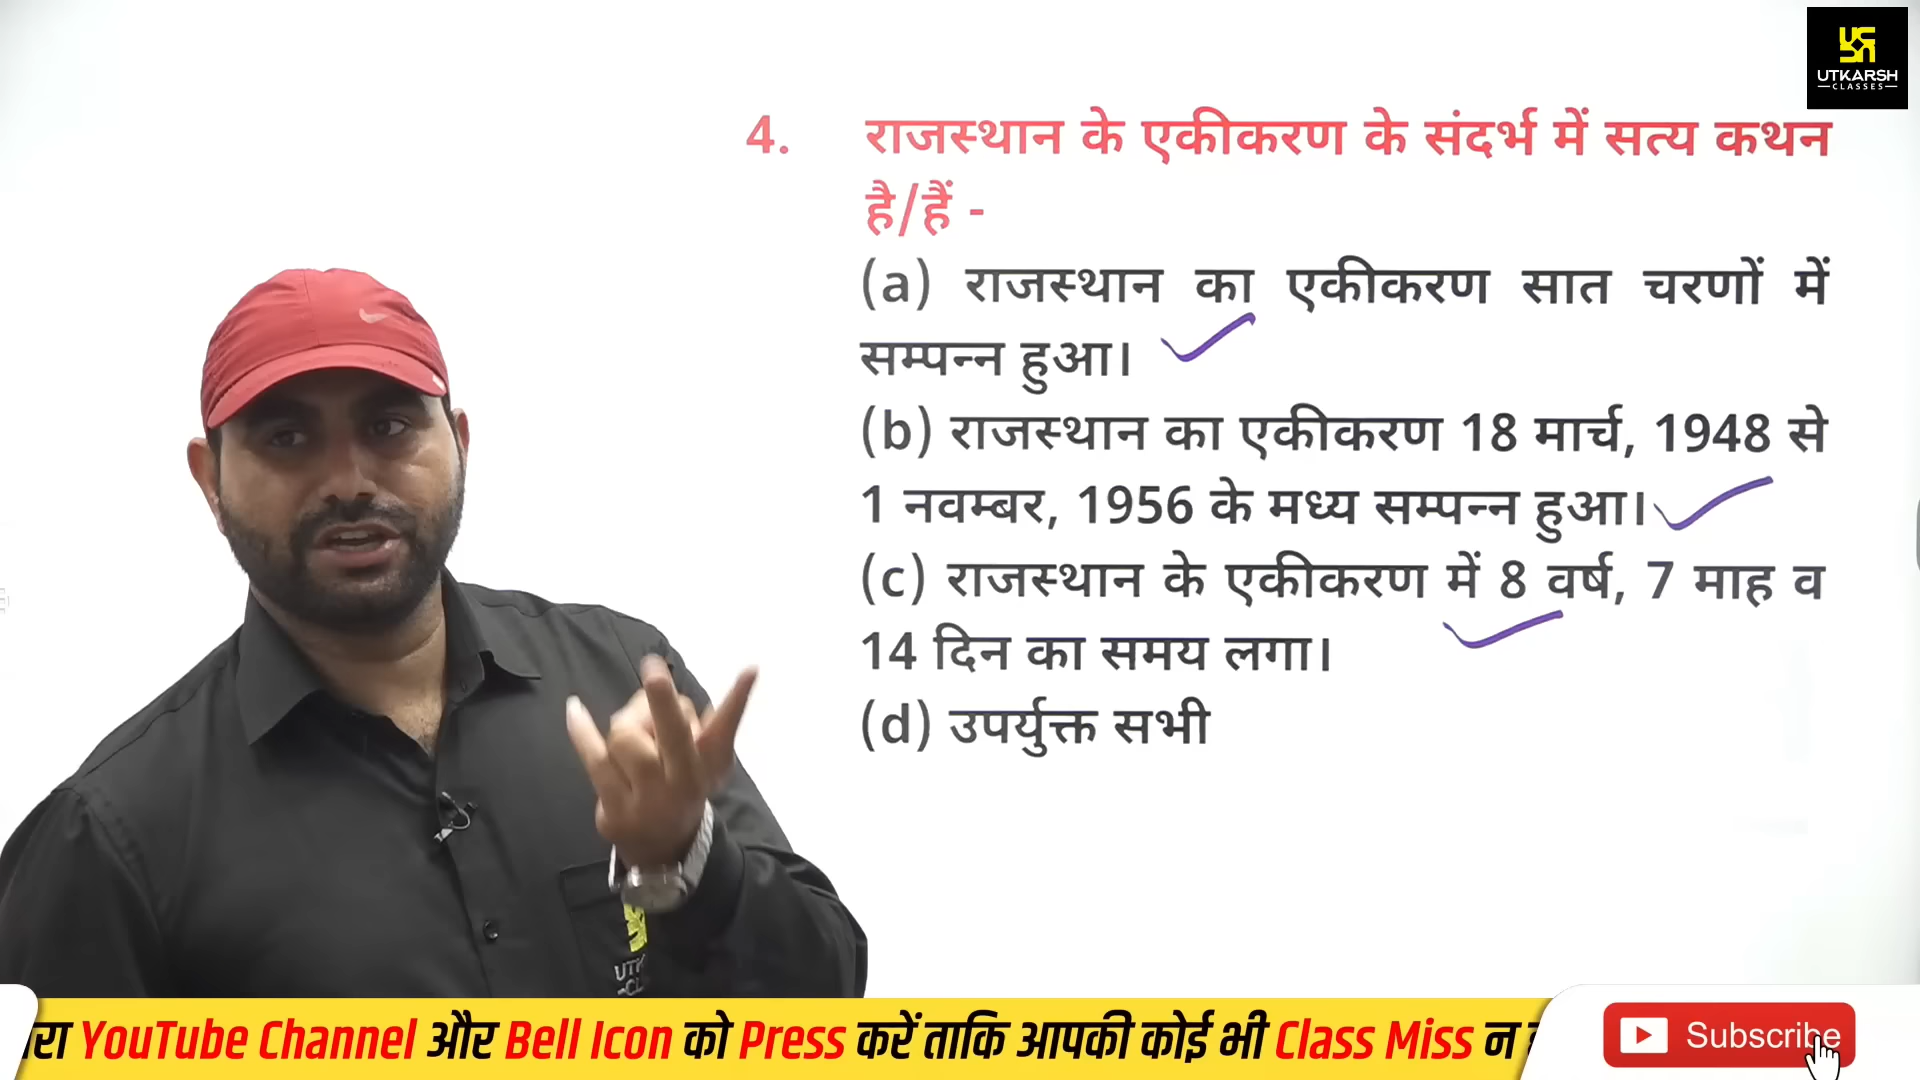 UTKARSH
CLASSES
4. राजस्थान के एकीकरण के संदर्भ में सत्य कथन
है/हैं -
(a) राजस्थान का एकीकरण सात चरणों में
सम्पन्न हुआ।
(b) राजस्थान का एकीकरण 18 मार्च, 1948 से
1 नवम्बर, 1956 के मध्य सम्पन्न हुआ।
(c) राजस्थान के एकीकरण में 8 वर्ष, 7 माह व
14 दिन का समय लगा।
(d) उपर्युक्त सभी
YouTube Channel और Bell Icon को Press करें ताकि आपकी कोई भी Class Miss न
Subscribe